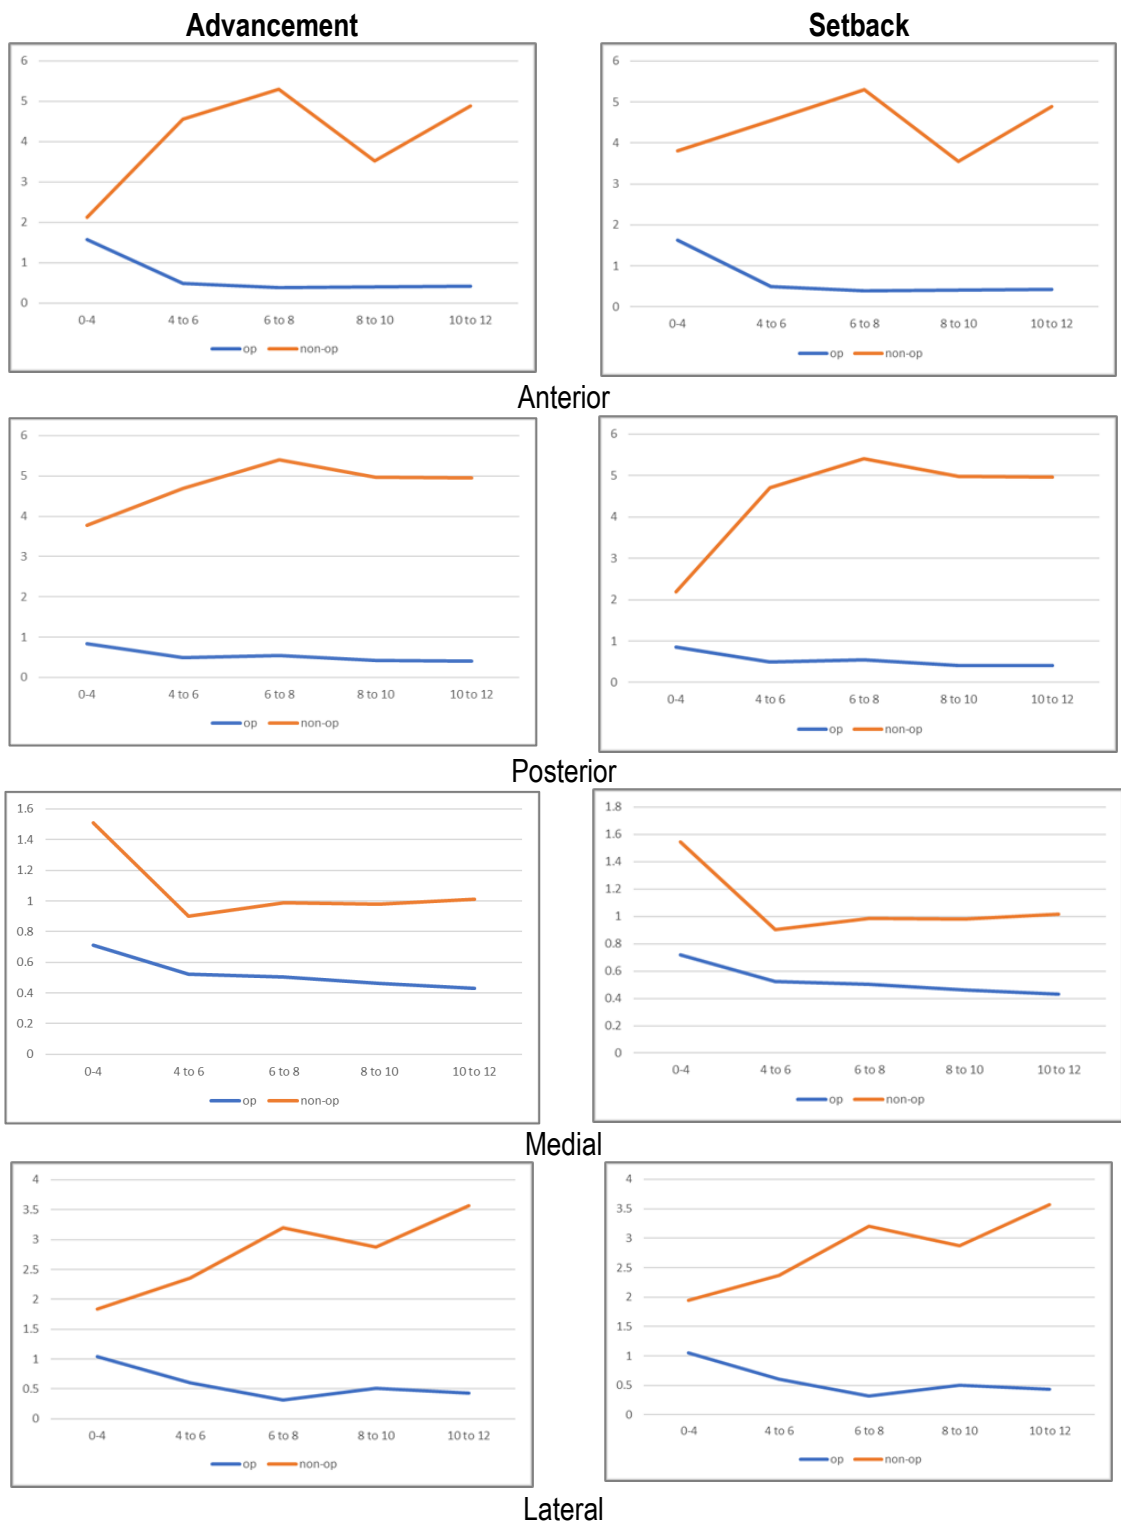 Advancement Setback
6 6
5 5
4 4
3 3
2 2
1 1
0 0
0-4 4 to 6 6 to 8 8 to 10 10 to 12 0-4 4 to 6 6 to 8 8 to 10 10 to 12
op non-op op non-op
Anterior
6 6
5 5
4 4
3 3
2 2
1 1
0 0
0-4 4 to 6 6 to 8 8 to 10 10 to 12 0-4 4 to 6 6 to 8 8 to 10 10 to 12
op non-op op non-op
Posterior
1.6 1.8
1.4 1.6
1.2 1.4
1 1.2
0.8 1
0.6 0.8
0.4 0.6
0.2 0.4
0 0.2
0
0-4 4 to 6 6 to 8 8 to 10 10 to 12 0-4 4 to 6 6 to 8 8 to 10 10 to 12
op non-op op non-op
Medial
4 4
3.5 3.5
3 3
2.5 2.5
2 2
1.5 1.5
1 1
0.5 0.5
0 0
0-4 4 to 6 6 to 8 8 to 10 10 to 12 0-4 4 to 6 6 to 8 8 to 10 10 to 12
op non-op op non-op
Lateral